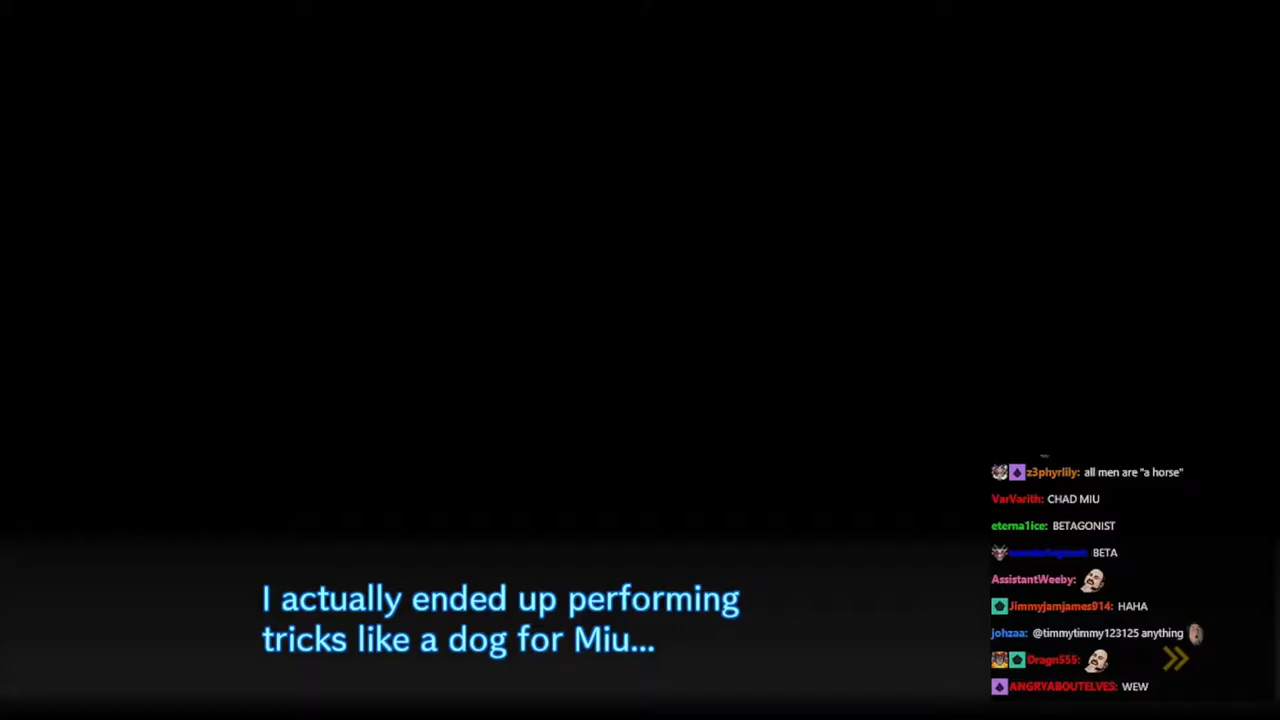 z3phyrlily: all men are "a horse"
VarVarith: CHAD MIU
eterna1ice: BETAGONIST
BETA
AssistantWeeby:
Jimmyjamjames914: HAHA
johzaa: @timmytimmy123125 anything
Dragn555:
ANGRYABOUTELVES: WEW
I actually ended up performing
tricks like a dog for Miu...